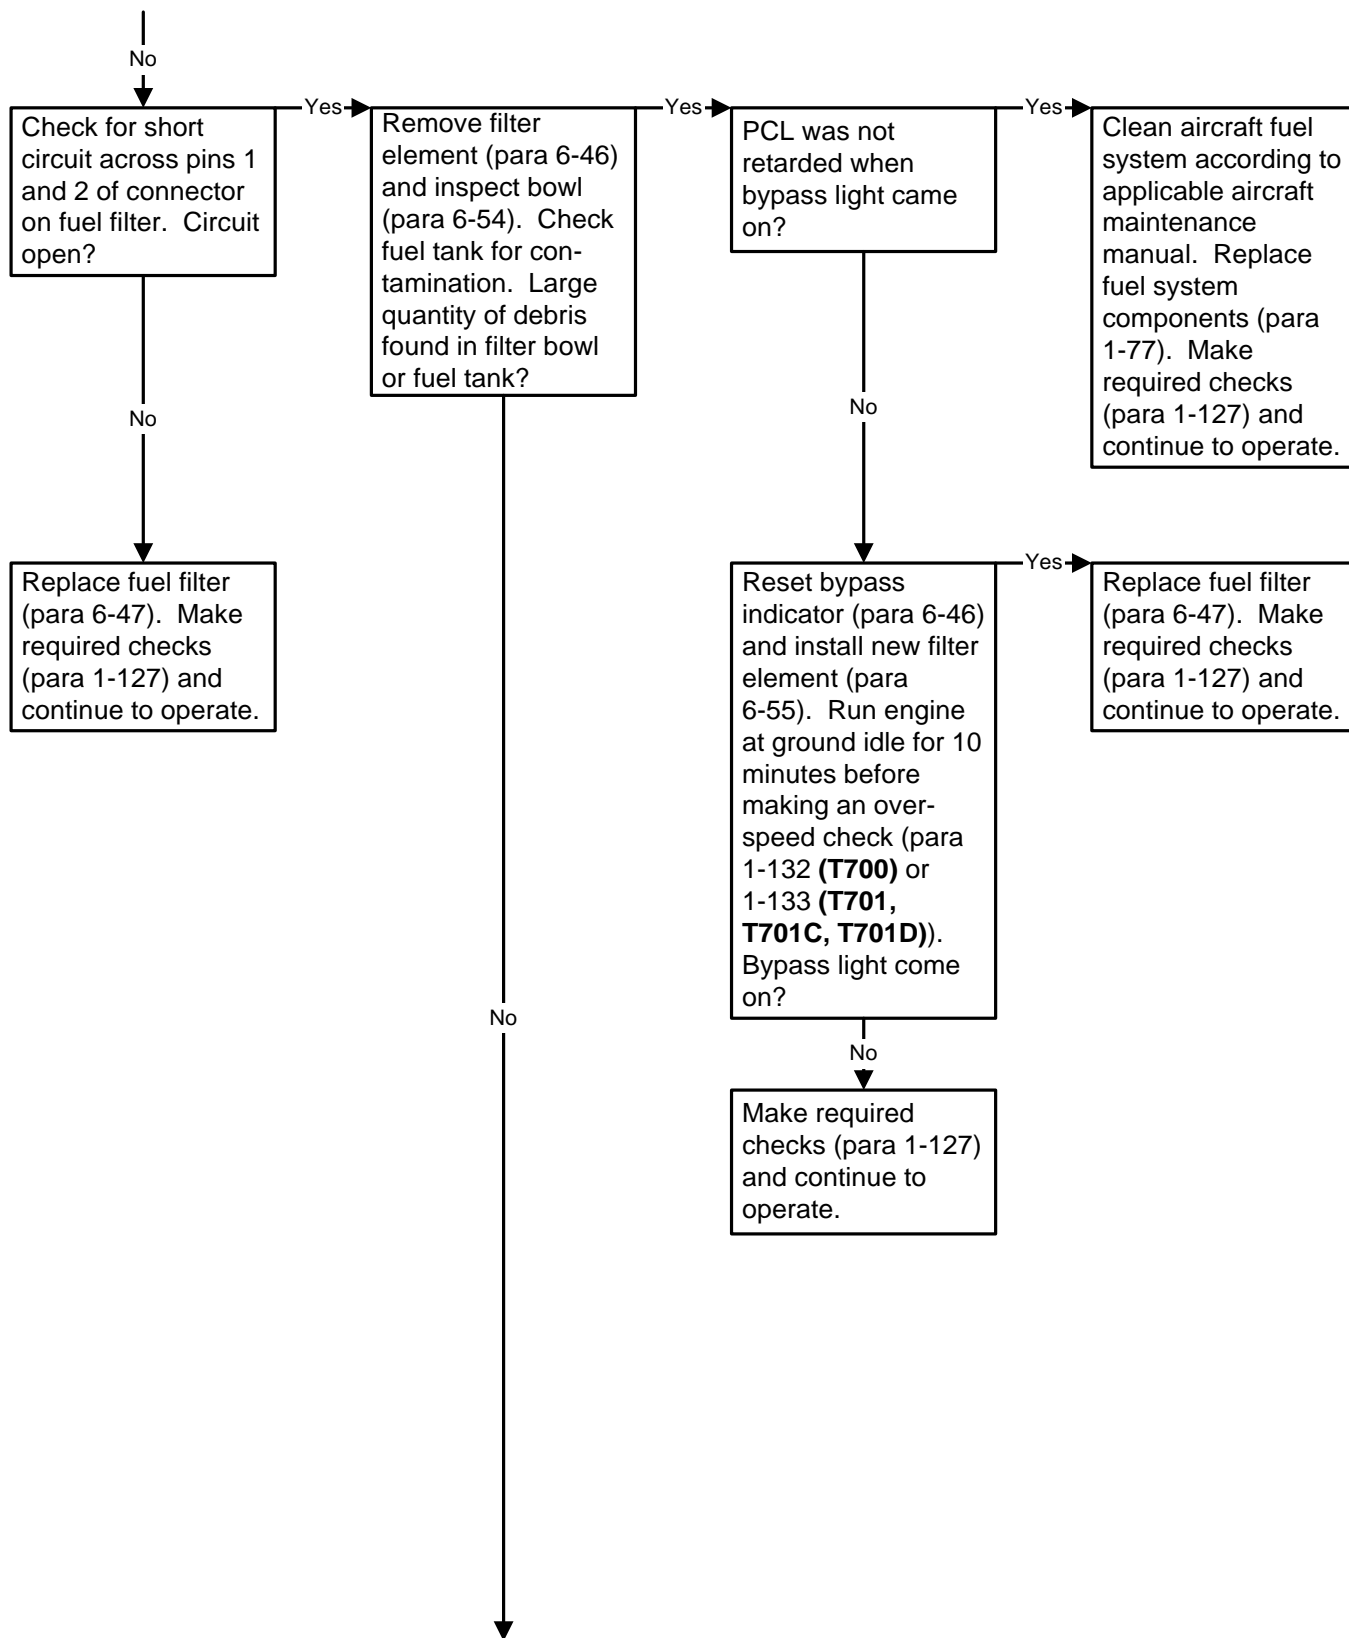 No
Check for short
circuit across pins 1
and 2 of connector
on fuel filter. Circuit
open?
Yes
Remove filter
element (para 6-46)
and inspect bowl
(para 6-54). Check
fuel tank for con-
tamination. Large
quantity of debris
found in filter bowl
or fuel tank?
Yes
PCL was not
retarded when
bypass light came
on?
Yes
Clean aircraft fuel
system according to
applicable aircraft
maintenance
manual. Replace
fuel system
components (para
1-77). Make
required checks
(para 1-127) and
continue to operate.
No
No
Replace fuel filter
(para 6-47). Make
required checks
(para 1-127) and
continue to operate.
Reset bypass
indicator (para 6-46)
and install new filter
element (para
6-55). Run engine
at ground idle for 10
minutes before
making an over-
speed check (para
1-132 (T700) or
1-133 (T701,
T701C, T701D)).
Bypass light come
on?
Yes
Replace fuel filter
(para 6-47). Make
required checks
(para 1-127) and
continue to operate.
No
No
Make required
checks (para 1-127)
and continue to
operate.